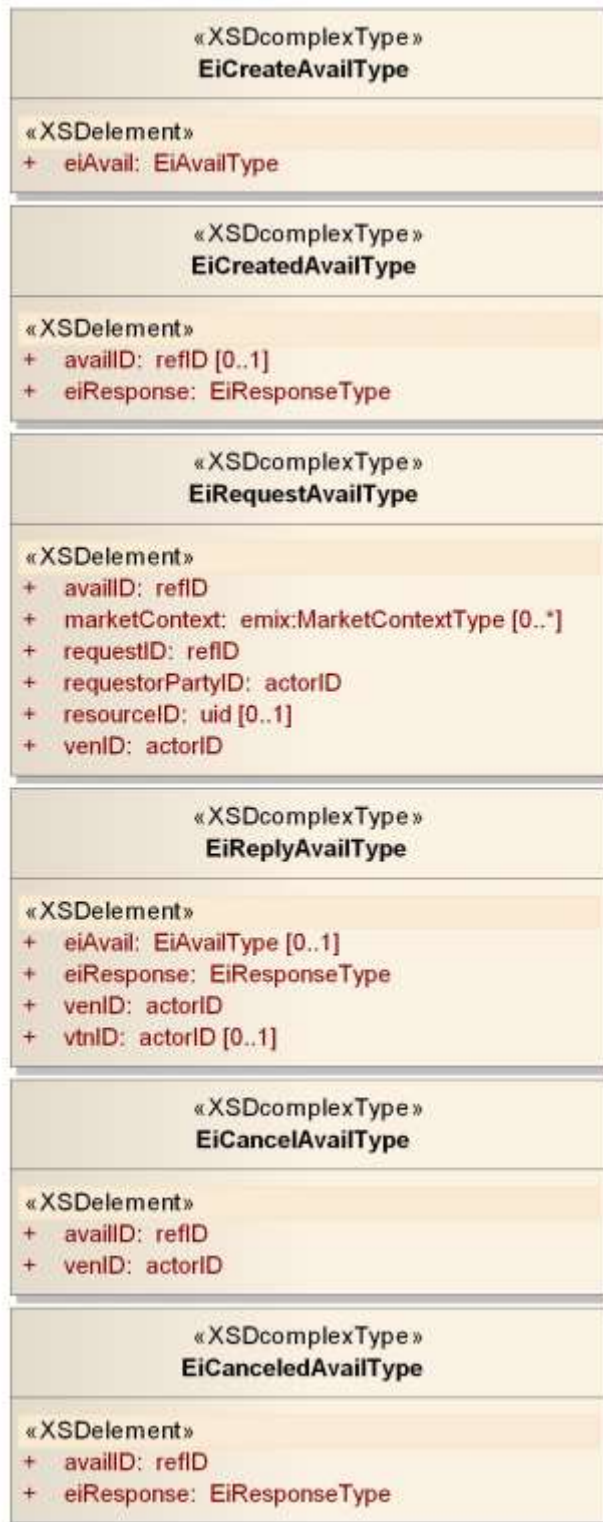 «XSDcomplexType»
EiCreateAvailType
«XSDelement»
+ eiAvail: EiAvailType
«XSDcomplexType»
EiCreatedAvailType
«XSDelement»
+ availID: refID [0..1]
+ eiResponse: EiResponseType
«XSDcomplexType»
EiRequestAvailType
«XSDelement»
+ availID: refID
+ marketContext: emix:MarketContextType [0..*]
+ requestID: refID
+ requestorPartyID: actorID
+ resourceID: uid [0..1]
+ venID: actorID
«XSDcomplexType»
EiReplyAvailType
«XSDelement»
+ eiAvail: EiAvailType [0..1]
+ eiResponse: EiResponseType
+ venID: actorID
+ vtnID: actorID [0..1]
«XSDcomplexType»
EiCancelAvailType
«XSDelement»
+ availID: refID
+ venID: actorID
«XSDcomplexType»
EiCanceledAvailType
«XSDelement»
+ availID: refID
+ eiResponse: EiResponseType